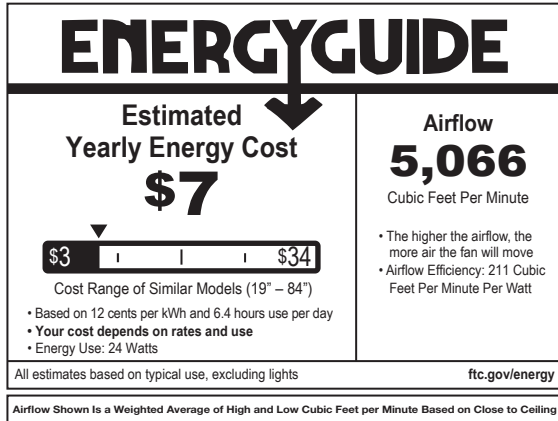 ENERGYGUIDE
Estimated
Yearly Energy Cost
$7
$3 $34
Cost Range of Similar Models (19” – 84”)
• Based on 12 cents per kWh and 6.4 hours use per day
• Your cost depends on rates and use
• Energy Use: 24 Watts
Airflow
5,066
Cubic Feet Per Minute
• The higher the airflow, the
more air the fan will move
• Airflow Efficiency: 211 Cubic
Feet Per Minute Per Watt
All estimates based on typical use, excluding lights
ftc.gov/energy
Airflow Shown Is a Weighted Average of High and Low Cubic Feet per Minute Based on Close to Ceiling